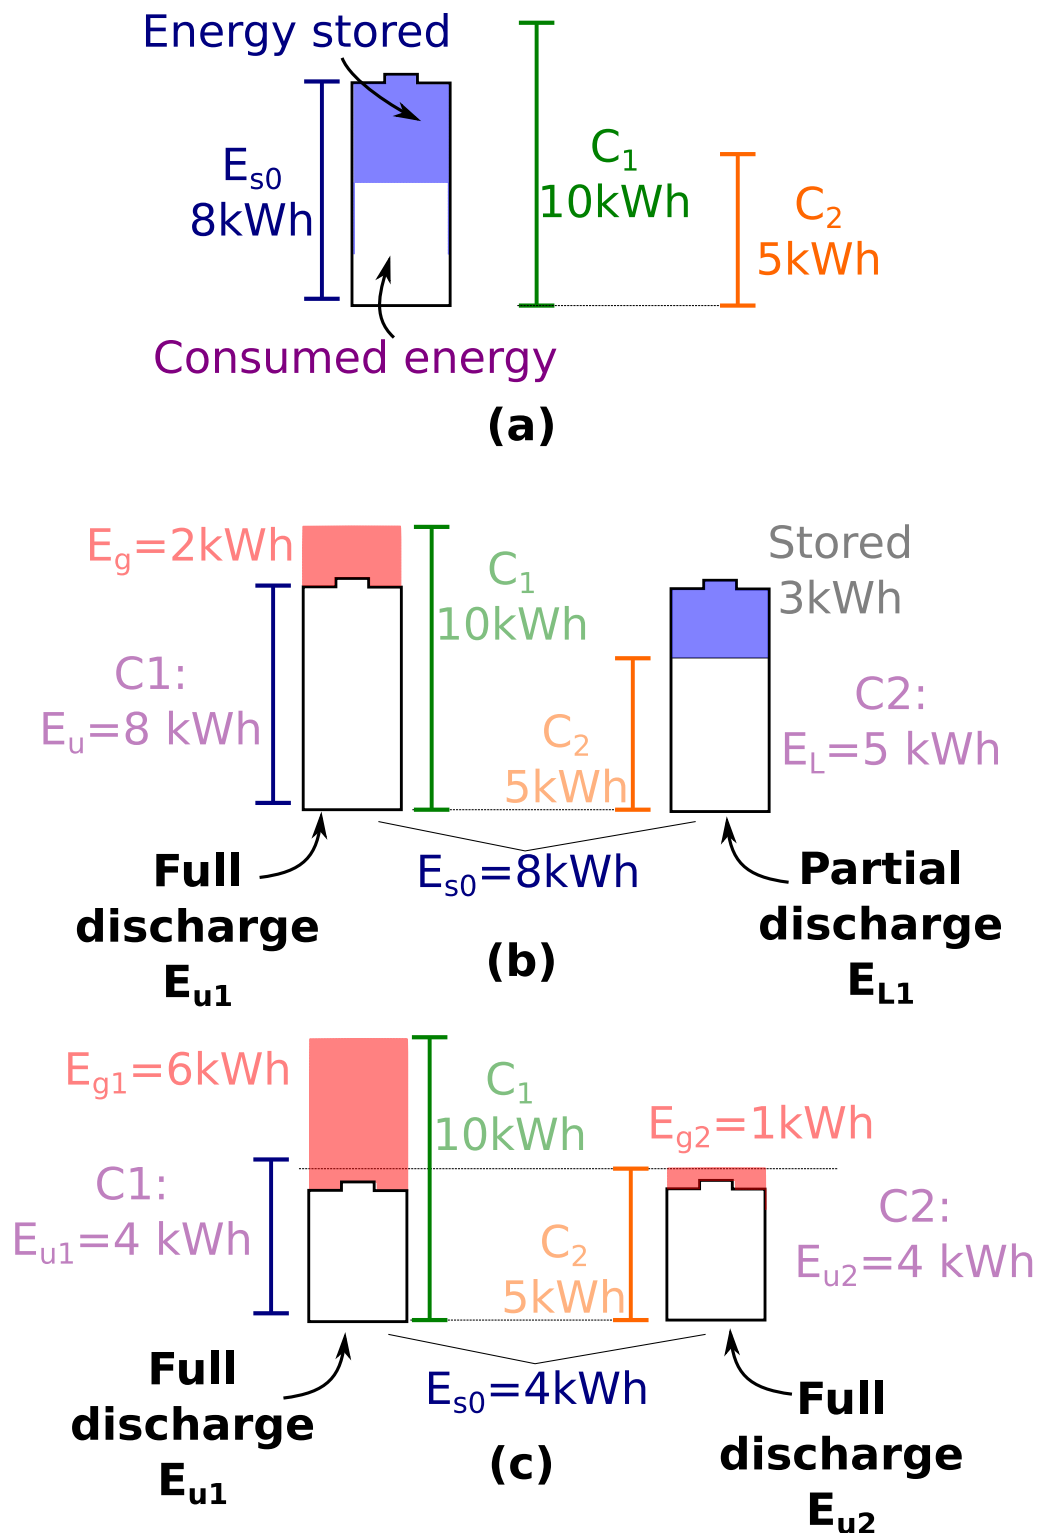 Energy stored
E_s0
8kWh
C_1
10kWh
C_2
5kWh
Consumed energy
(a)
E_g=2kWh
C_1
10kWh
Stored
3kWh
C1:
E_u=8 kWh
C_2
5kWh
C2:
E_L=5 kWh
Full
discharge
E_u1
E_s0=8kWh
Partial
discharge
E_L1
(b)
E_g1=6kWh
C_1
10kWh
E_g2=1kWh
C1:
E_u1=4 kWh
C_2
5kWh
C2:
E_u2=4 kWh
Full
discharge
E_u1
E_s0=4kWh
Full
discharge
E_u2
(c)